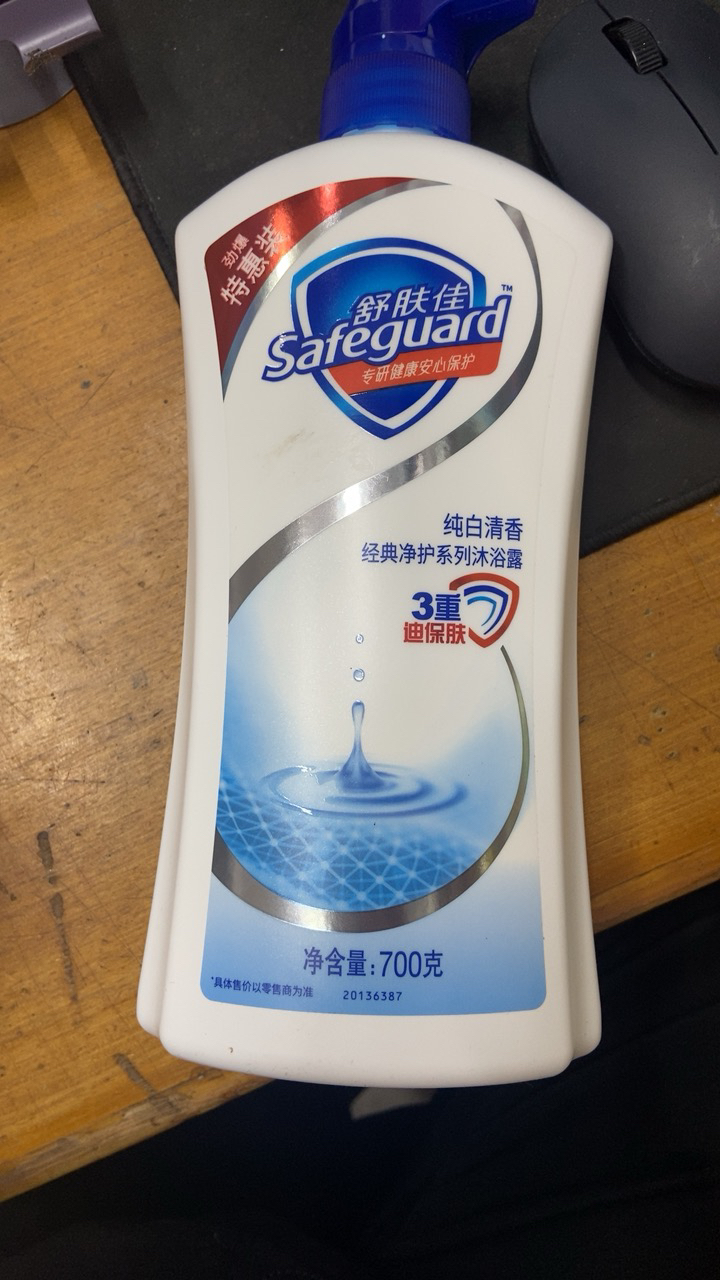 劲爆
特惠装
舒肤佳
Safeguard™
专研健康安心保护
纯白清香
经典净护系列沐浴露
3重
迪保肤
净含量:700克
*具体售价以零售商为准 20136387